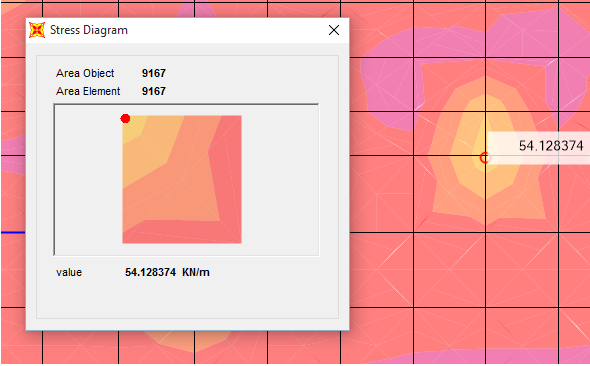 Stress Diagram
Area Object 9167
Area Element 9167
54.128374
value 54.128374 KN/m